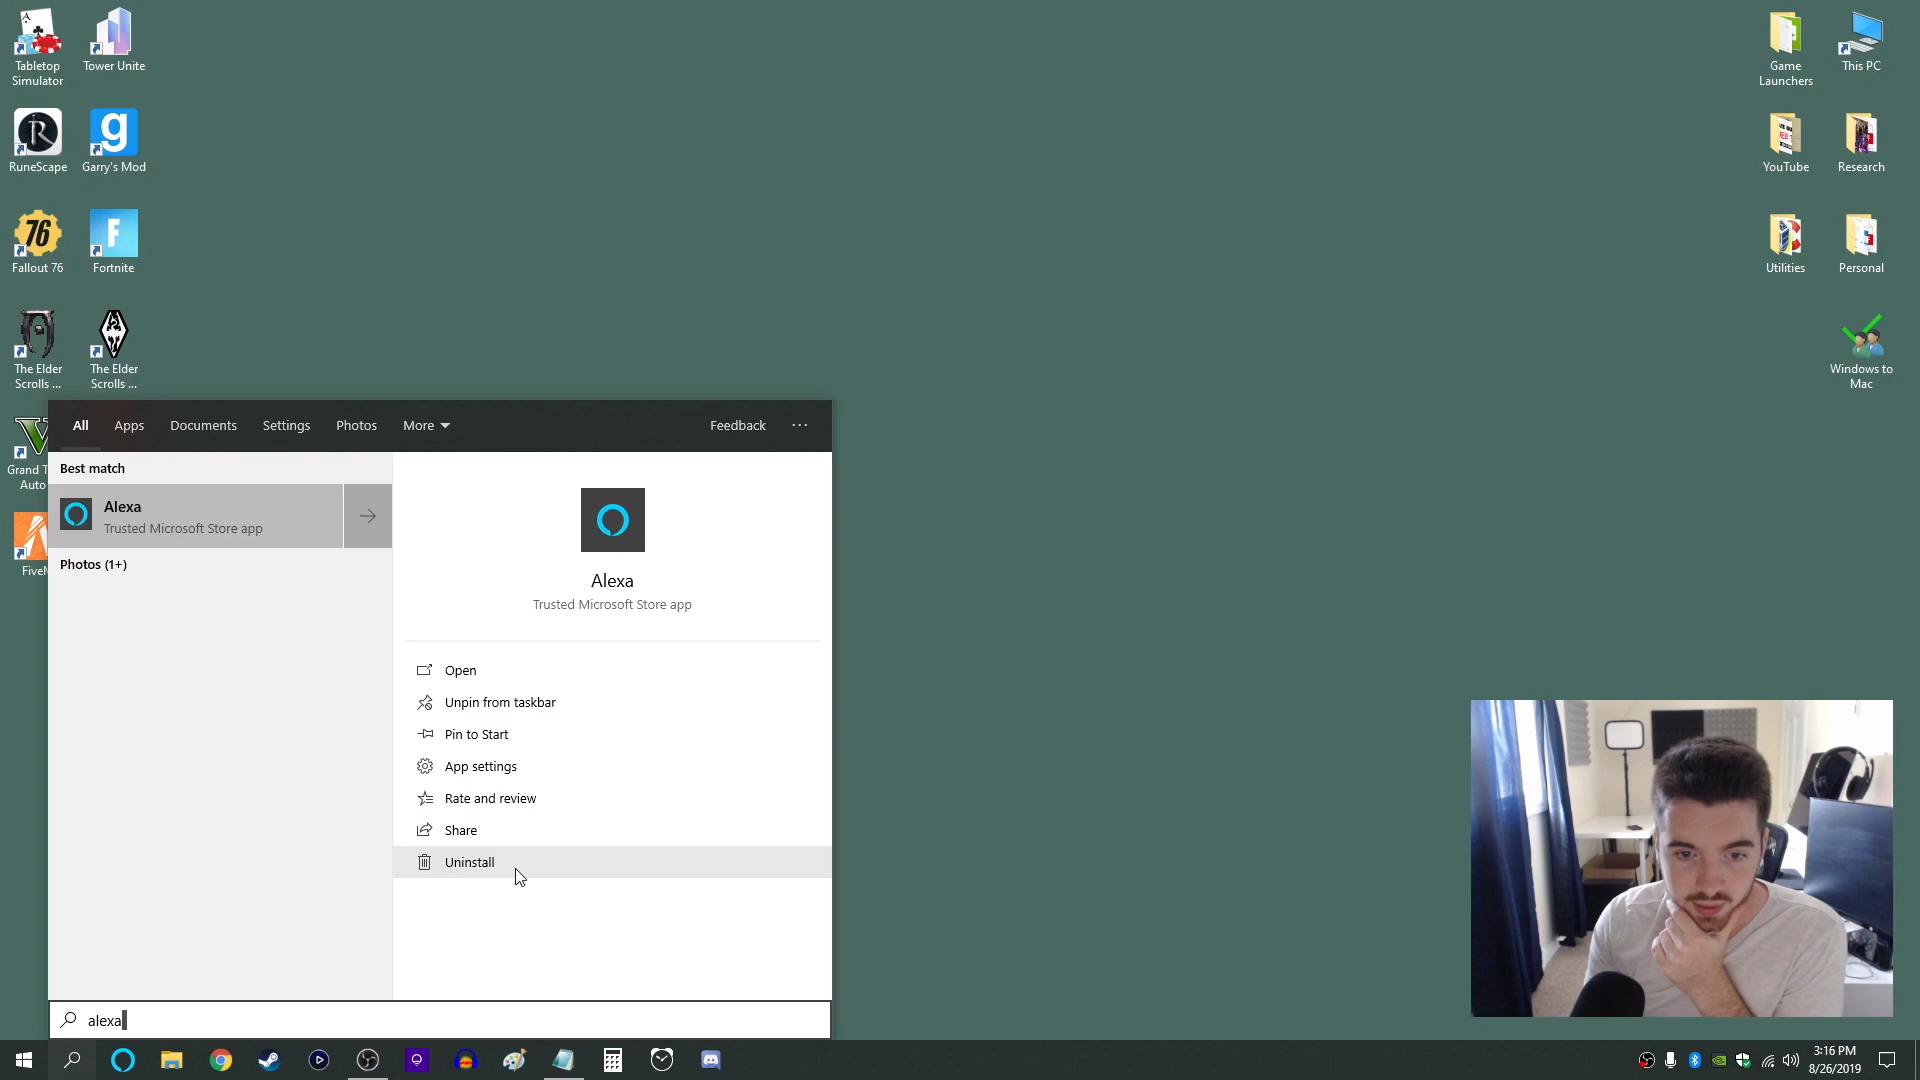 Tabletop
Simulator
Tower Unite
RuneScape
Garry's Mod
Fallout 76
Fortnite
The Elder
Scrolls ...
The Elder
Scrolls ...
Grand T
Auto
FiveM
Game
Launchers
This PC
YouTube
Research
Utilities
Personal
Windows to
Mac
All Apps Documents Settings Photos More Feedback ...
Best match
Alexa
Trusted Microsoft Store app
Photos (1+)
Alexa
Trusted Microsoft Store app
Open
Unpin from taskbar
Pin to Start
App settings
Rate and review
Share
Uninstall
alexa
3:16 PM
8/26/2019